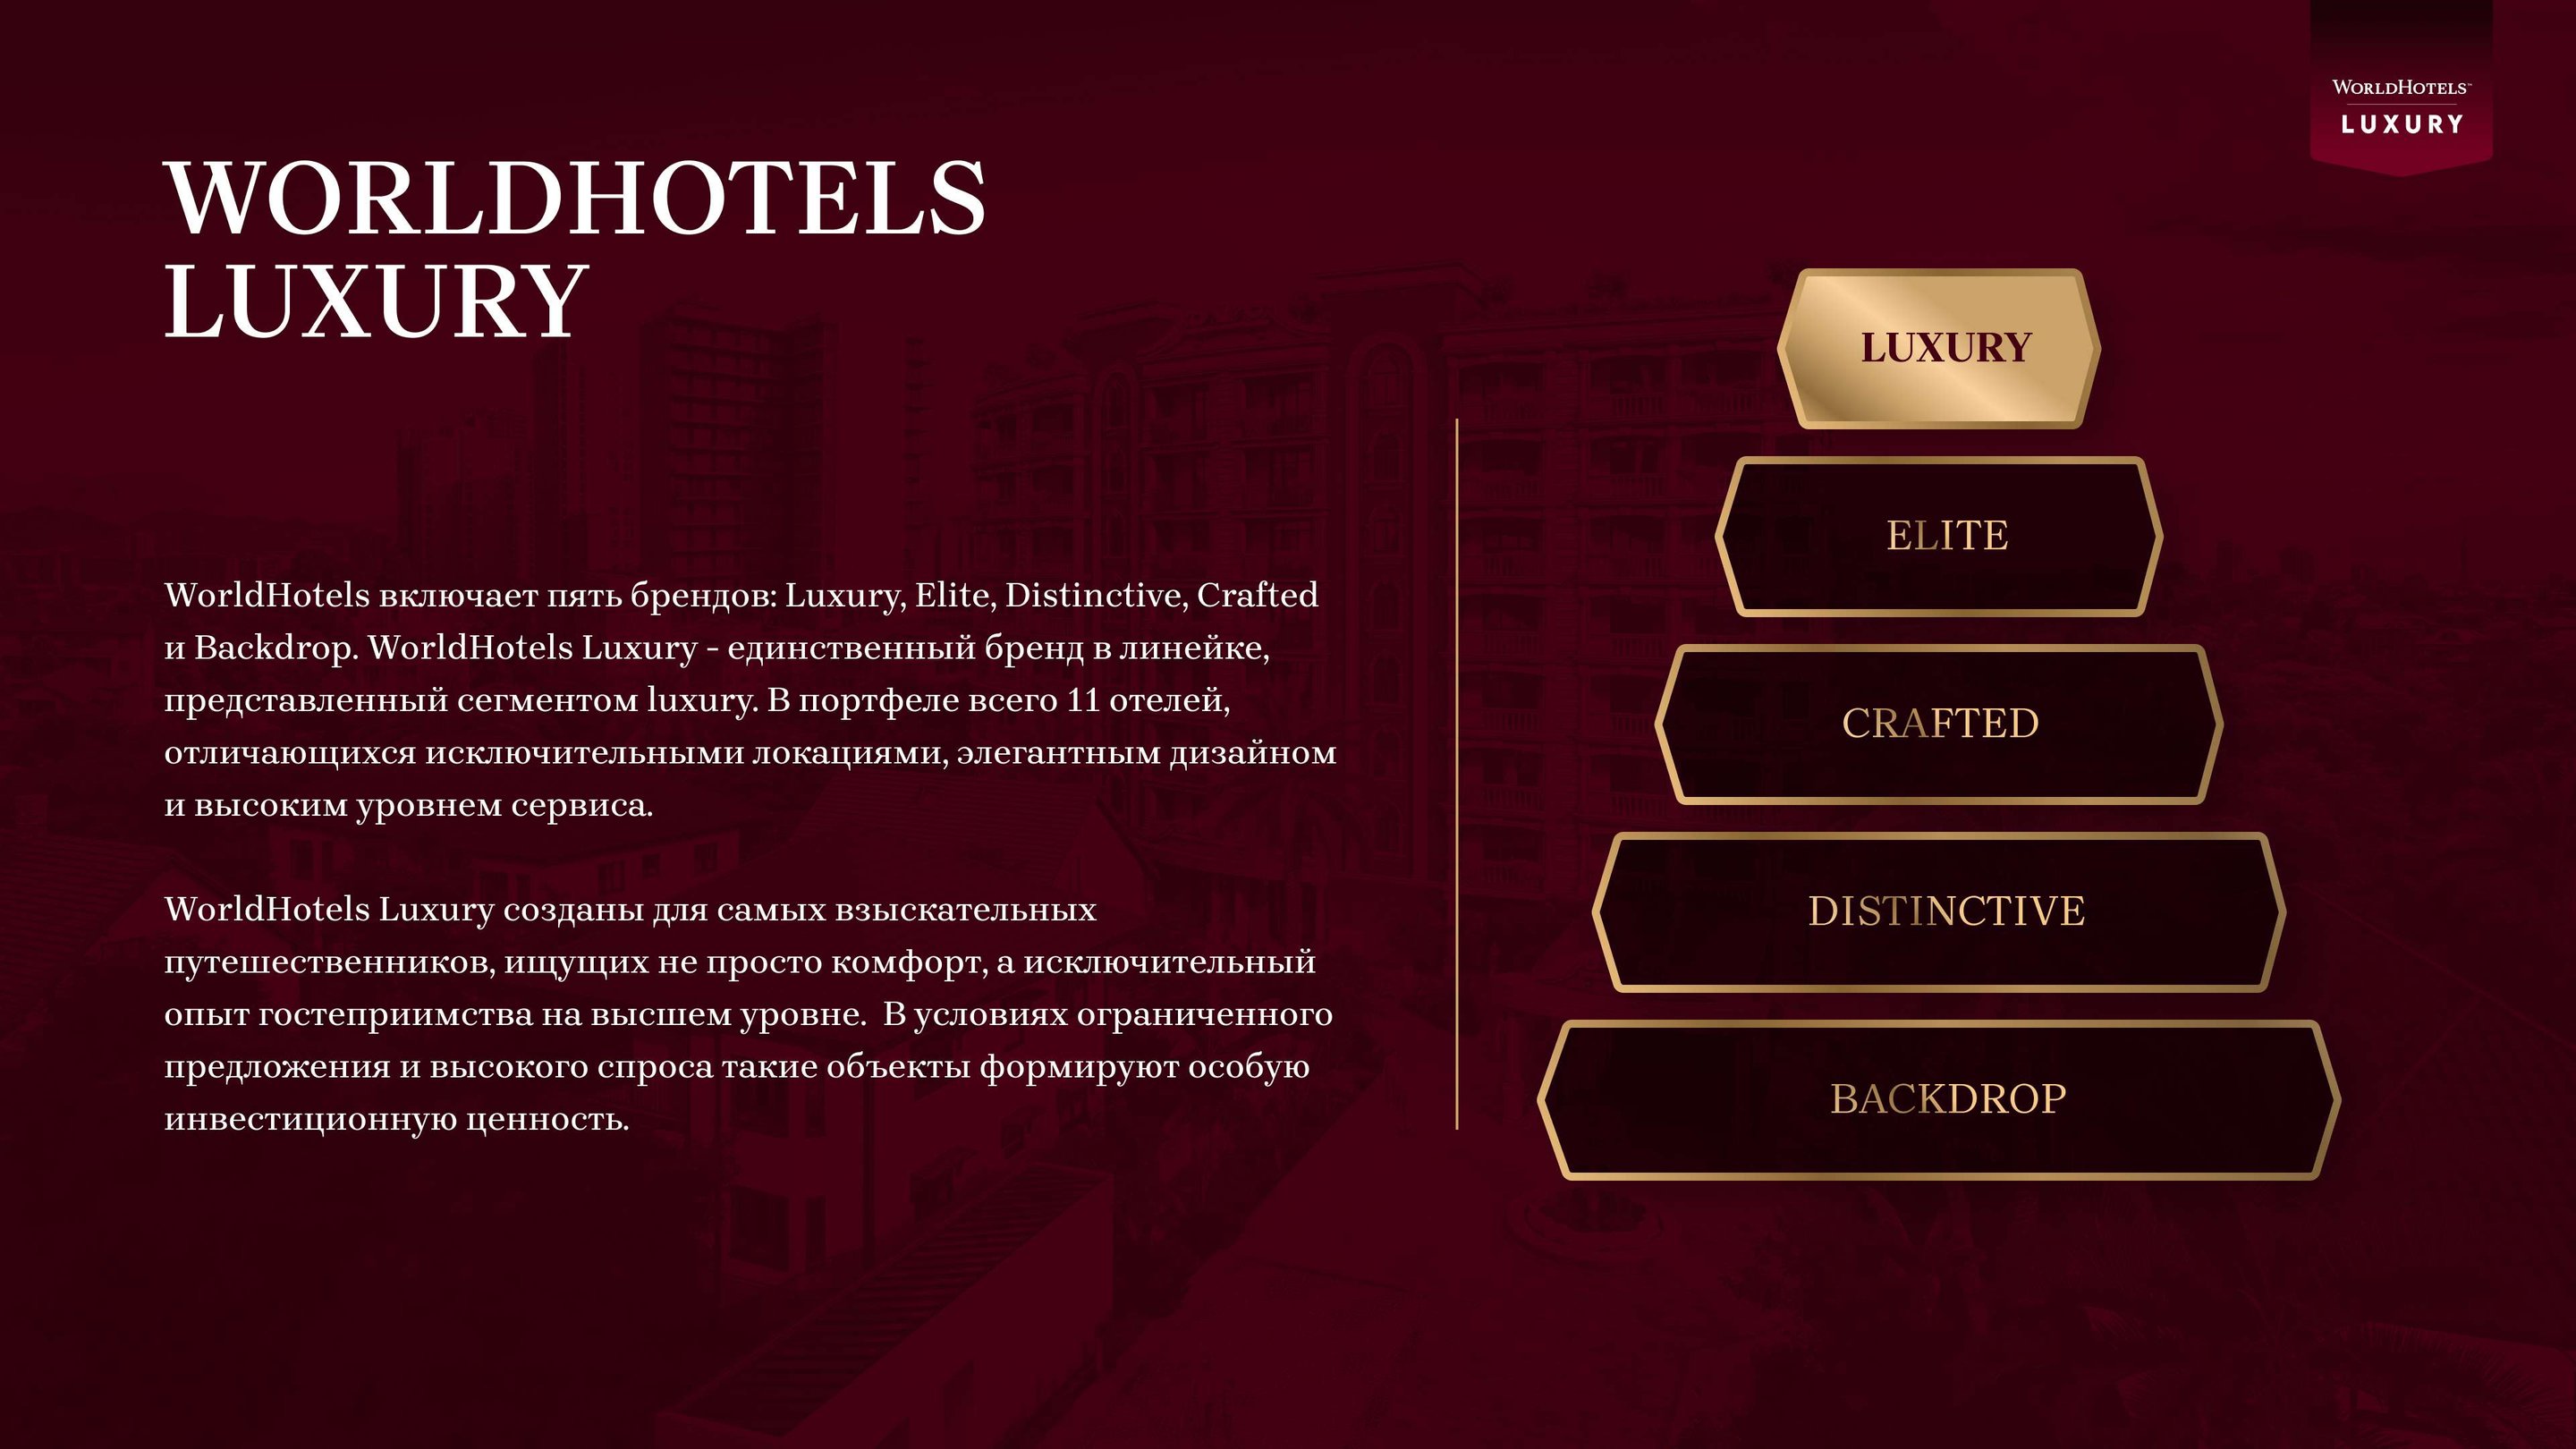 WORLDHOTELS™
LUXURY
WORLDHOTELS
LUXURY
WorldHotels включает пять брендов: Luxury, Elite, Distinctive, Crafted
и Backdrop. WorldHotels Luxury - единственный бренд в линейке,
представленный сегментом luxury. В портфеле всего 11 отелей,
отличающихся исключительными локациями, элегантным дизайном
и высоким уровнем сервиса.
WorldHotels Luxury созданы для самых взыскательных
путешественников, ищущих не просто комфорт, а исключительный
опыт гостеприимства на высшем уровне.  В условиях ограниченного
предложения и высокого спроса такие объекты формируют особую
инвестиционную ценность.
LUXURY
ELITE
CRAFTED
DISTINCTIVE
BACKDROP